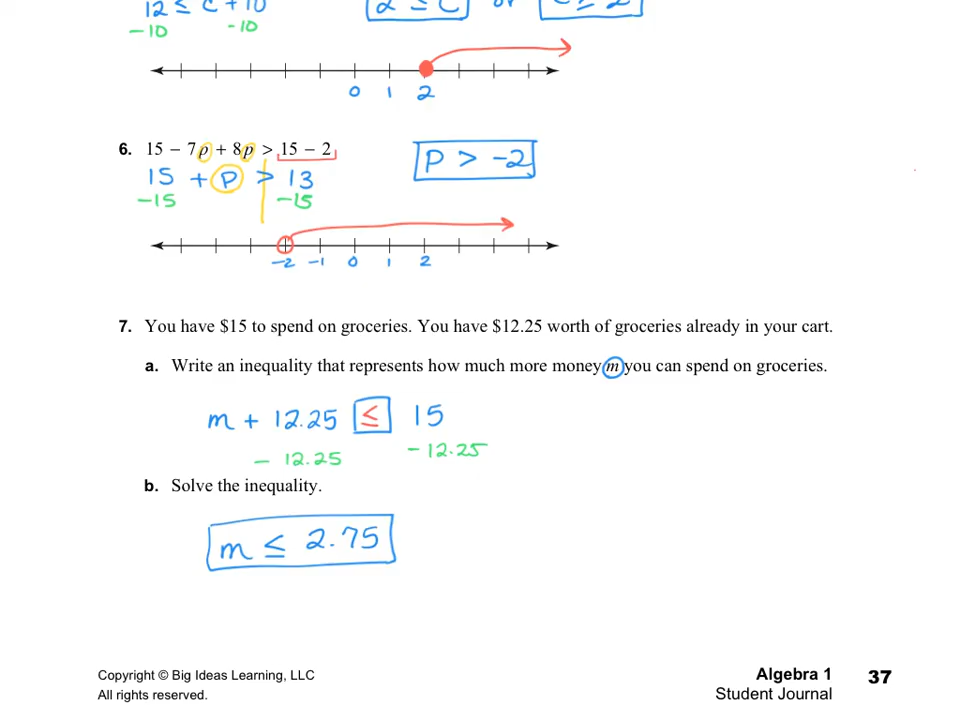 12 ≤ c + 10
2 ≤ c or c ≥ 2
-10 -10
0 1 2
6. 15 − 7p + 8p > 15 − 2
15 + p > 13
p > -2
-15 -15
-2 -1 0 1 2
7. You have $15 to spend on groceries. You have $12.25 worth of groceries already in your cart.
a. Write an inequality that represents how much more money m you can spend on groceries.
m + 12.25 ≤ 15
- 12.25 - 12.25
b. Solve the inequality.
m ≤ 2.75
Copyright © Big Ideas Learning, LLC
All rights reserved.
Algebra 1
Student Journal
37